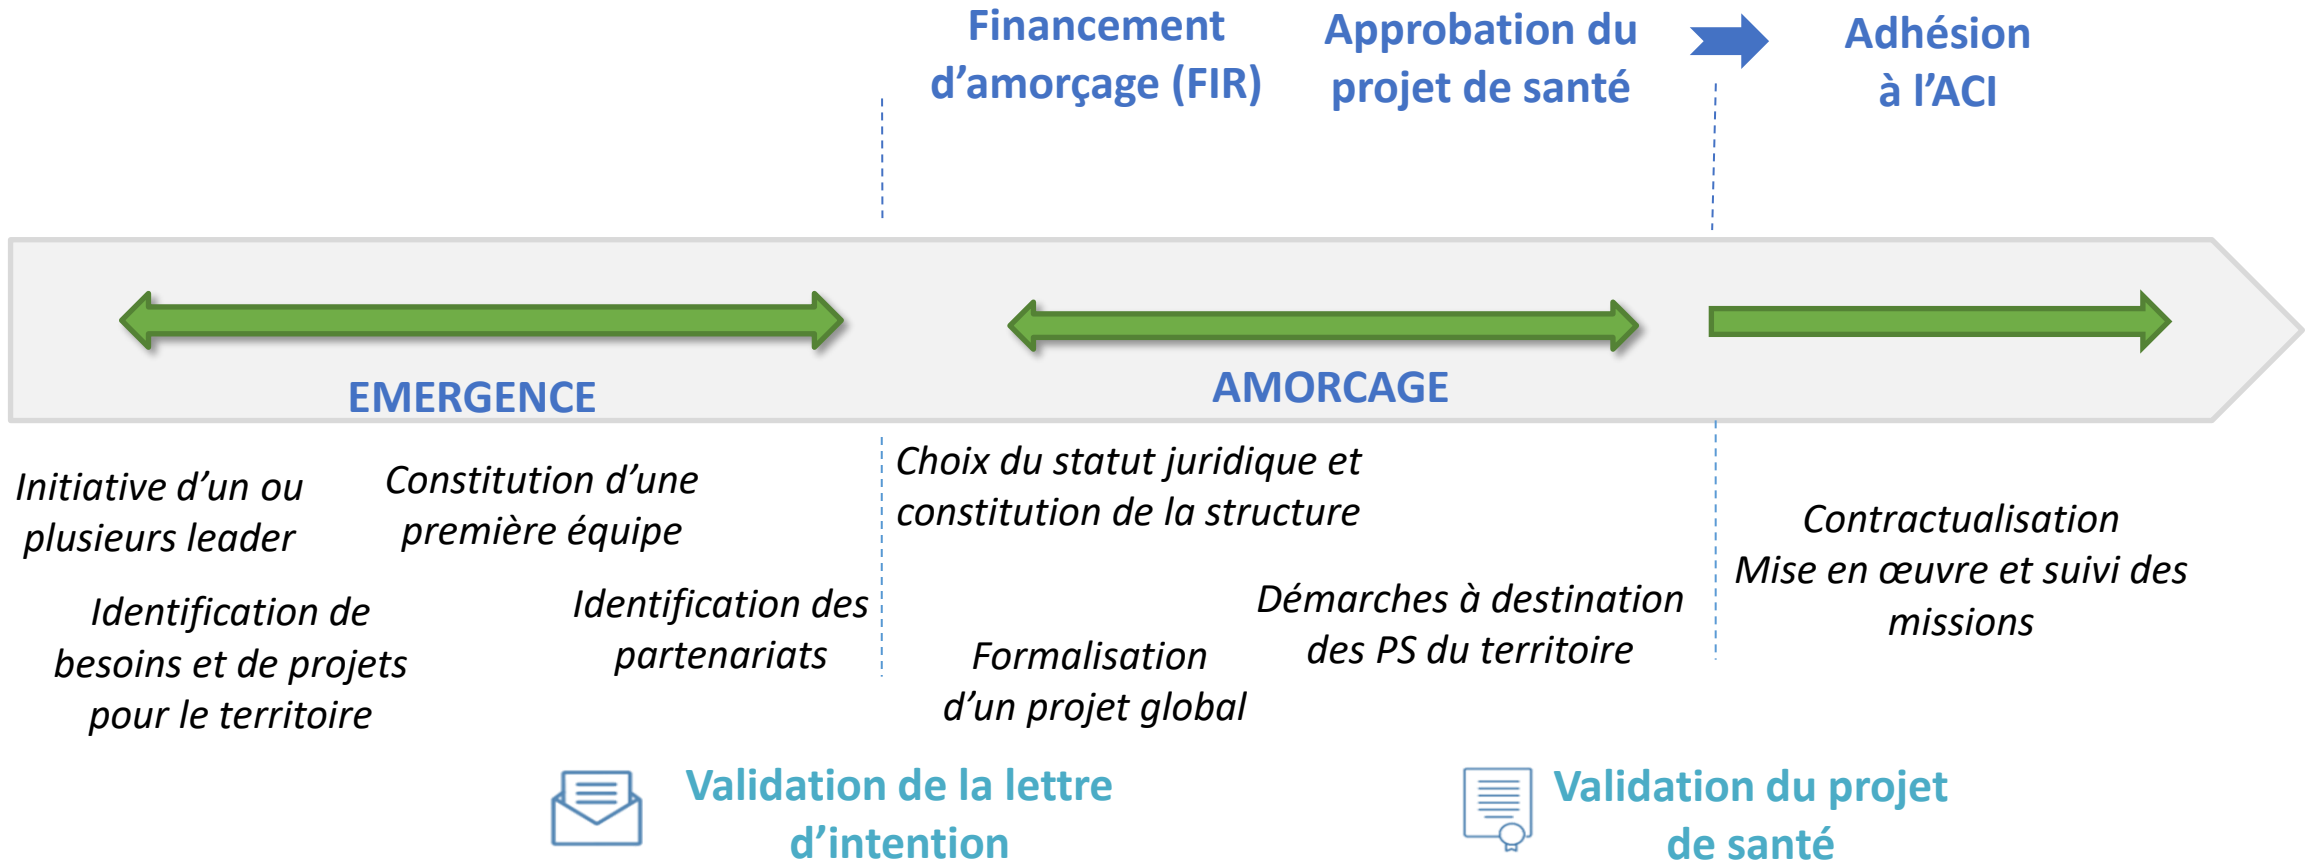 Financement
d’amorçage (FIR)
Approbation du
projet de santé
Adhésion
à l’ACI
EMERGENCE
AMORCAGE
Initiative d’un ou
plusieurs leader
Constitution d’une
première équipe
Identification de
besoins et de projets
pour le territoire
Identification des
partenariats
Choix du statut juridique et
constitution de la structure
Formalisation
d’un projet global
Démarches à destination
des PS du territoire
Contractualisation
Mise en œuvre et suivi des
missions
Validation de la lettre
d’intention
Validation du projet
de santé